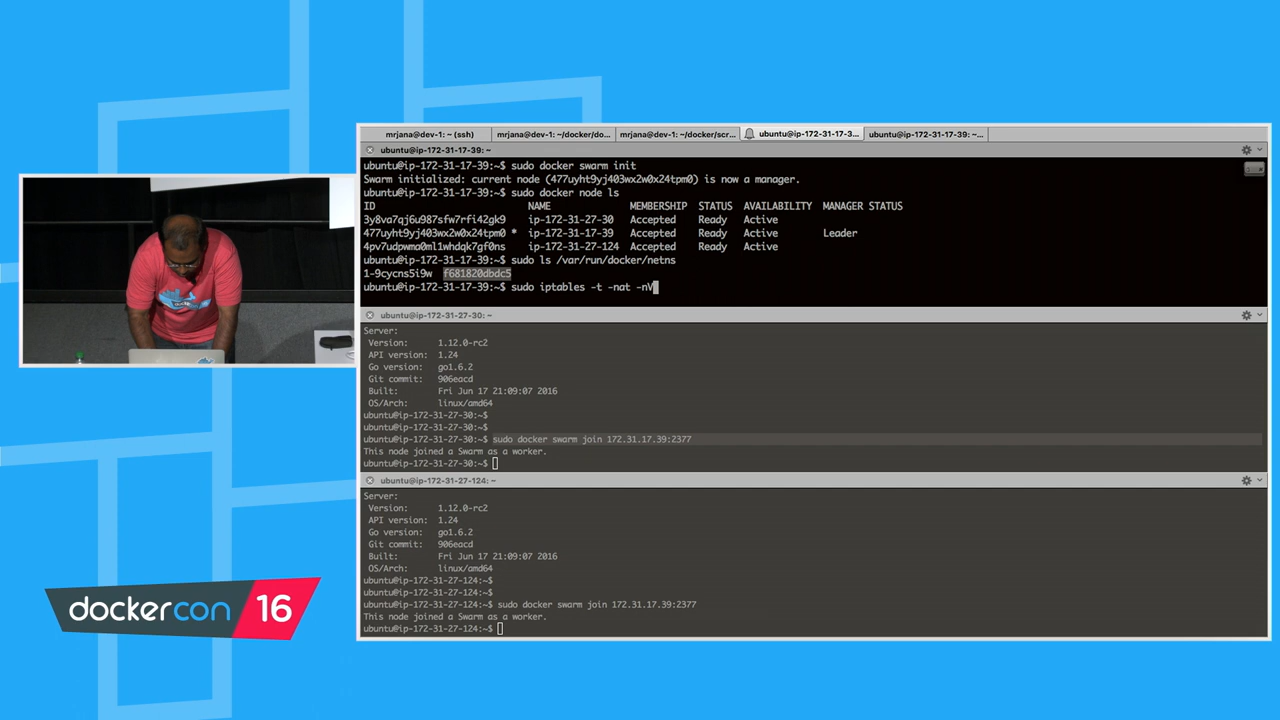 mrjana@dev-1: ~ (ssh)
mrjana@dev-1: ~/docker/do...
mrjana@dev-1: ~/docker/scr...
ubuntu@ip-172-31-17-3...
ubuntu@ip-172-31-17-39: ~...
ubuntu@ip-172-31-17-39: ~
ubuntu@ip-172-31-17-39:~$ sudo docker swarm init
Swarm initialized: current node (477uyht9yj403wx2w0x24tpm0) is now a manager.
ubuntu@ip-172-31-17-39:~$ sudo docker node ls
ID NAME MEMBERSHIP STATUS AVAILABILITY MANAGER STATUS
3y8va7qj6u987sfw7rfi42gk9 ip-172-31-27-30 Accepted Ready Active
477uyht9yj403wx2w0x24tpm0 * ip-172-31-17-39 Accepted Ready Active Leader
4pv7udpwma0ml1whdqk7gf0ns ip-172-31-27-124 Accepted Ready Active
ubuntu@ip-172-31-17-39:~$ sudo ls /var/run/docker/netns
1-9cycns5i9w f681820dbdc5
ubuntu@ip-172-31-17-39:~$ sudo iptables -t -nat -nV
ubuntu@ip-172-31-27-30: ~
Server:
Version: 1.12.0-rc2
API version: 1.24
Go version: go1.6.2
Git commit: 906eacd
Built: Fri Jun 17 21:09:07 2016
OS/Arch: linux/amd64
ubuntu@ip-172-31-27-30:~$
ubuntu@ip-172-31-27-30:~$
ubuntu@ip-172-31-27-30:~$ sudo docker swarm join 172.31.17.39:2377
This node joined a Swarm as a worker.
ubuntu@ip-172-31-27-30:~$
ubuntu@ip-172-31-27-124: ~
Server:
Version: 1.12.0-rc2
API version: 1.24
Go version: go1.6.2
Git commit: 906eacd
Built: Fri Jun 17 21:09:07 2016
OS/Arch: linux/amd64
ubuntu@ip-172-31-27-124:~$
ubuntu@ip-172-31-27-124:~$
ubuntu@ip-172-31-27-124:~$ sudo docker swarm join 172.31.17.39:2377
This node joined a Swarm as a worker.
ubuntu@ip-172-31-27-124:~$
dockercon 16